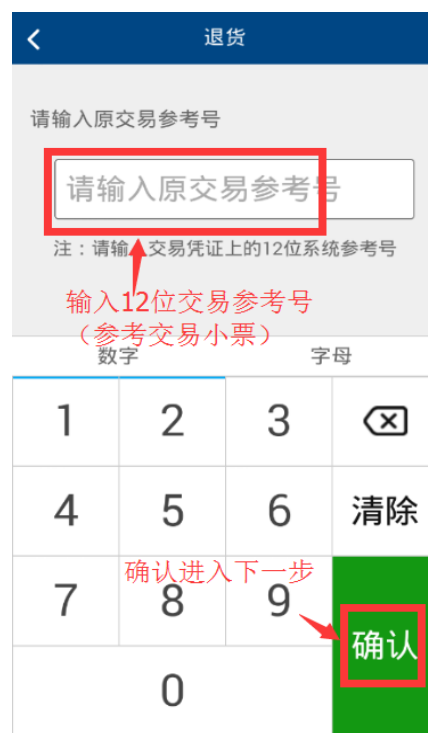 退货
请输入原交易参考号
请输入原交易参考号
注：请输入交易凭证上的12位系统参考号
输入12位交易参考号
（参考交易小票）
数字 字母
1 2 3
4 5 6 清除
确认进入下一步
7 8 9
确认
0